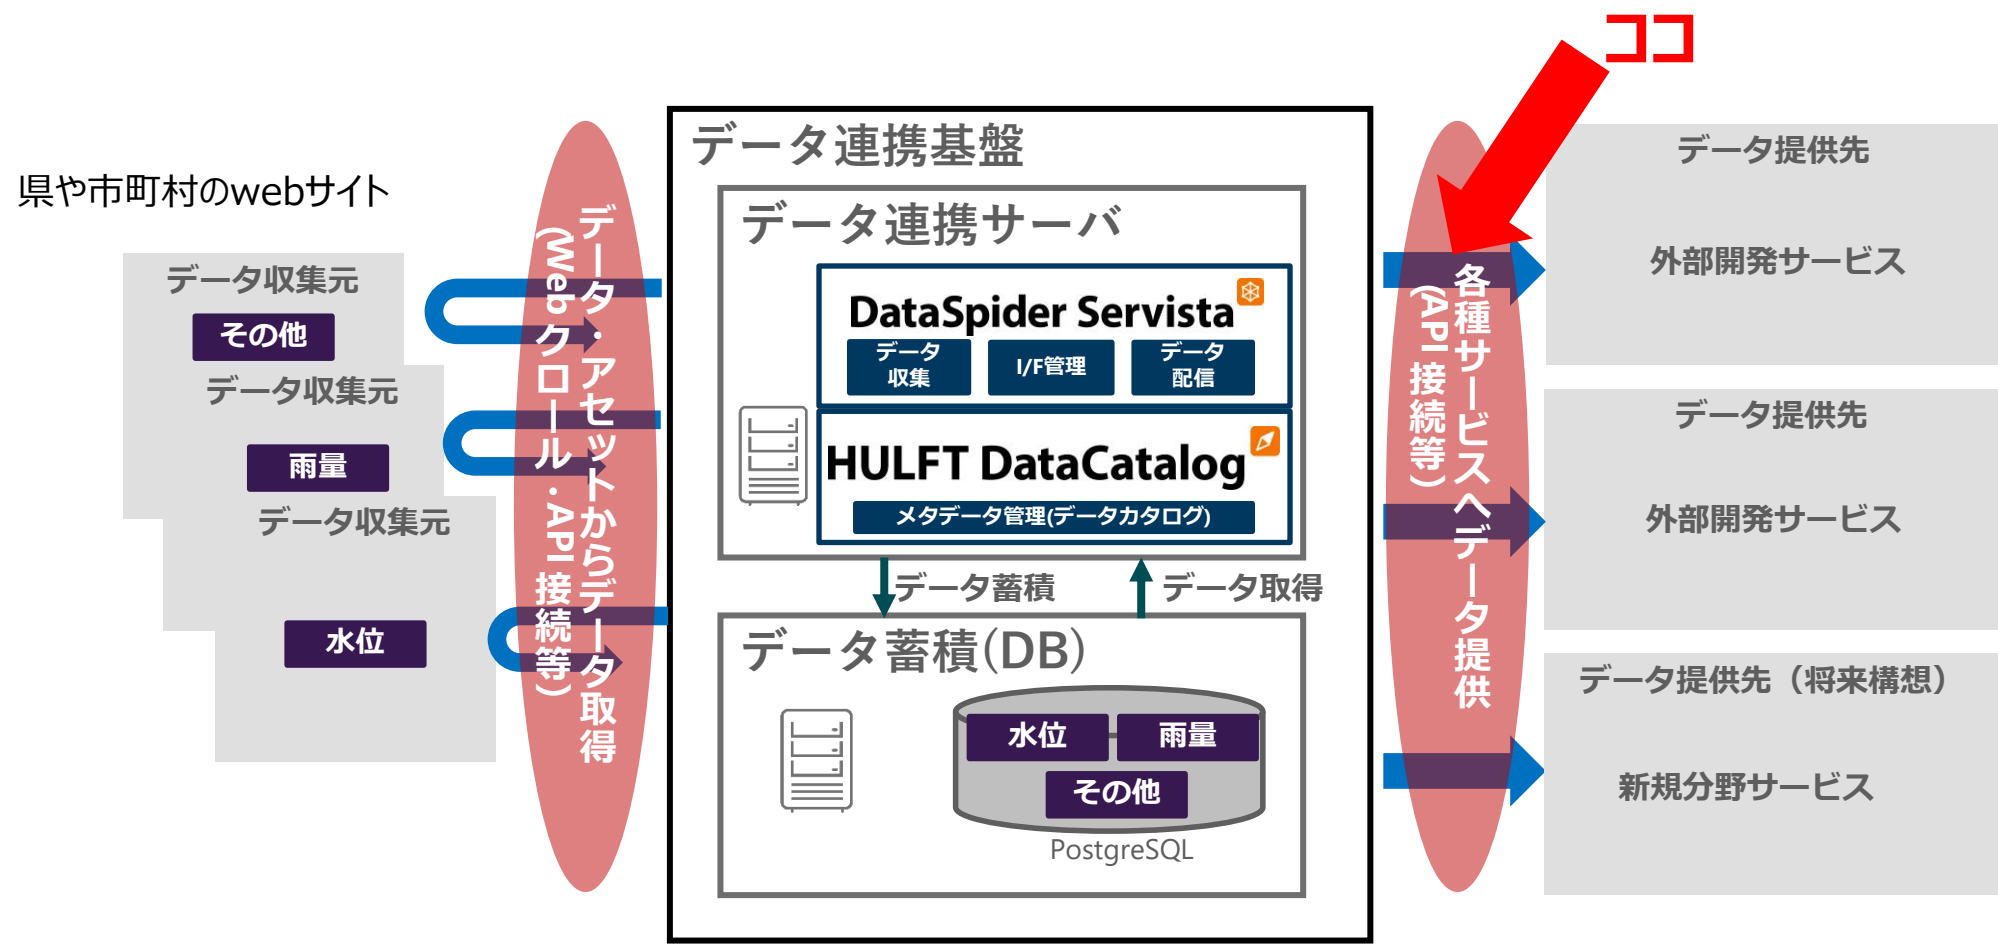 ココ
県や市町村のwebサイト
データ収集元
その他
データ収集元
雨量
データ収集元
水位
データ・アセットからデータ取得
(Webクロール・API接続等)
データ連携基盤
データ連携サーバ
DataSpider Servista
データ
収集
I/F管理
データ
配信
HULFT DataCatalog
メタデータ管理(データカタログ)
データ蓄積
データ取得
データ蓄積(DB)
水位
雨量
その他
PostgreSQL
各種サービスへデータ提供
(API接続等)
データ提供先
外部開発サービス
データ提供先
外部開発サービス
データ提供先（将来構想）
新規分野サービス